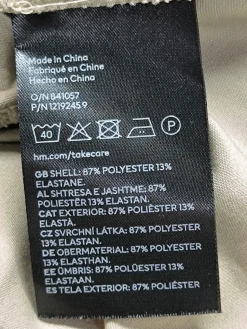 Made in China
Fabriqué en Chine
Hecho en China
O/N 841057
P/N 1219245 9
40
P
hm.com/takecare
GB SHELL: 87% POLYESTER 13%
ELASTANE.
AL SHTRESA E JASHTME: 87%
POLIESTËR 13% ELASTAN.
CAT EXTERIOR: 87% POLIÈSTER 13%
ELASTÀ.
CZ SVRCHNÍ LÁTKA: 87% POLYESTER
13% ELASTAN.
DE OBERMATERIAL: 87% POLYESTER
13% ELASTHAN.
EE ÜMBRIS: 87% POLÜESTER 13%
ELASTAAN.
ES TELA EXTERIOR: 87% POLIÉSTER